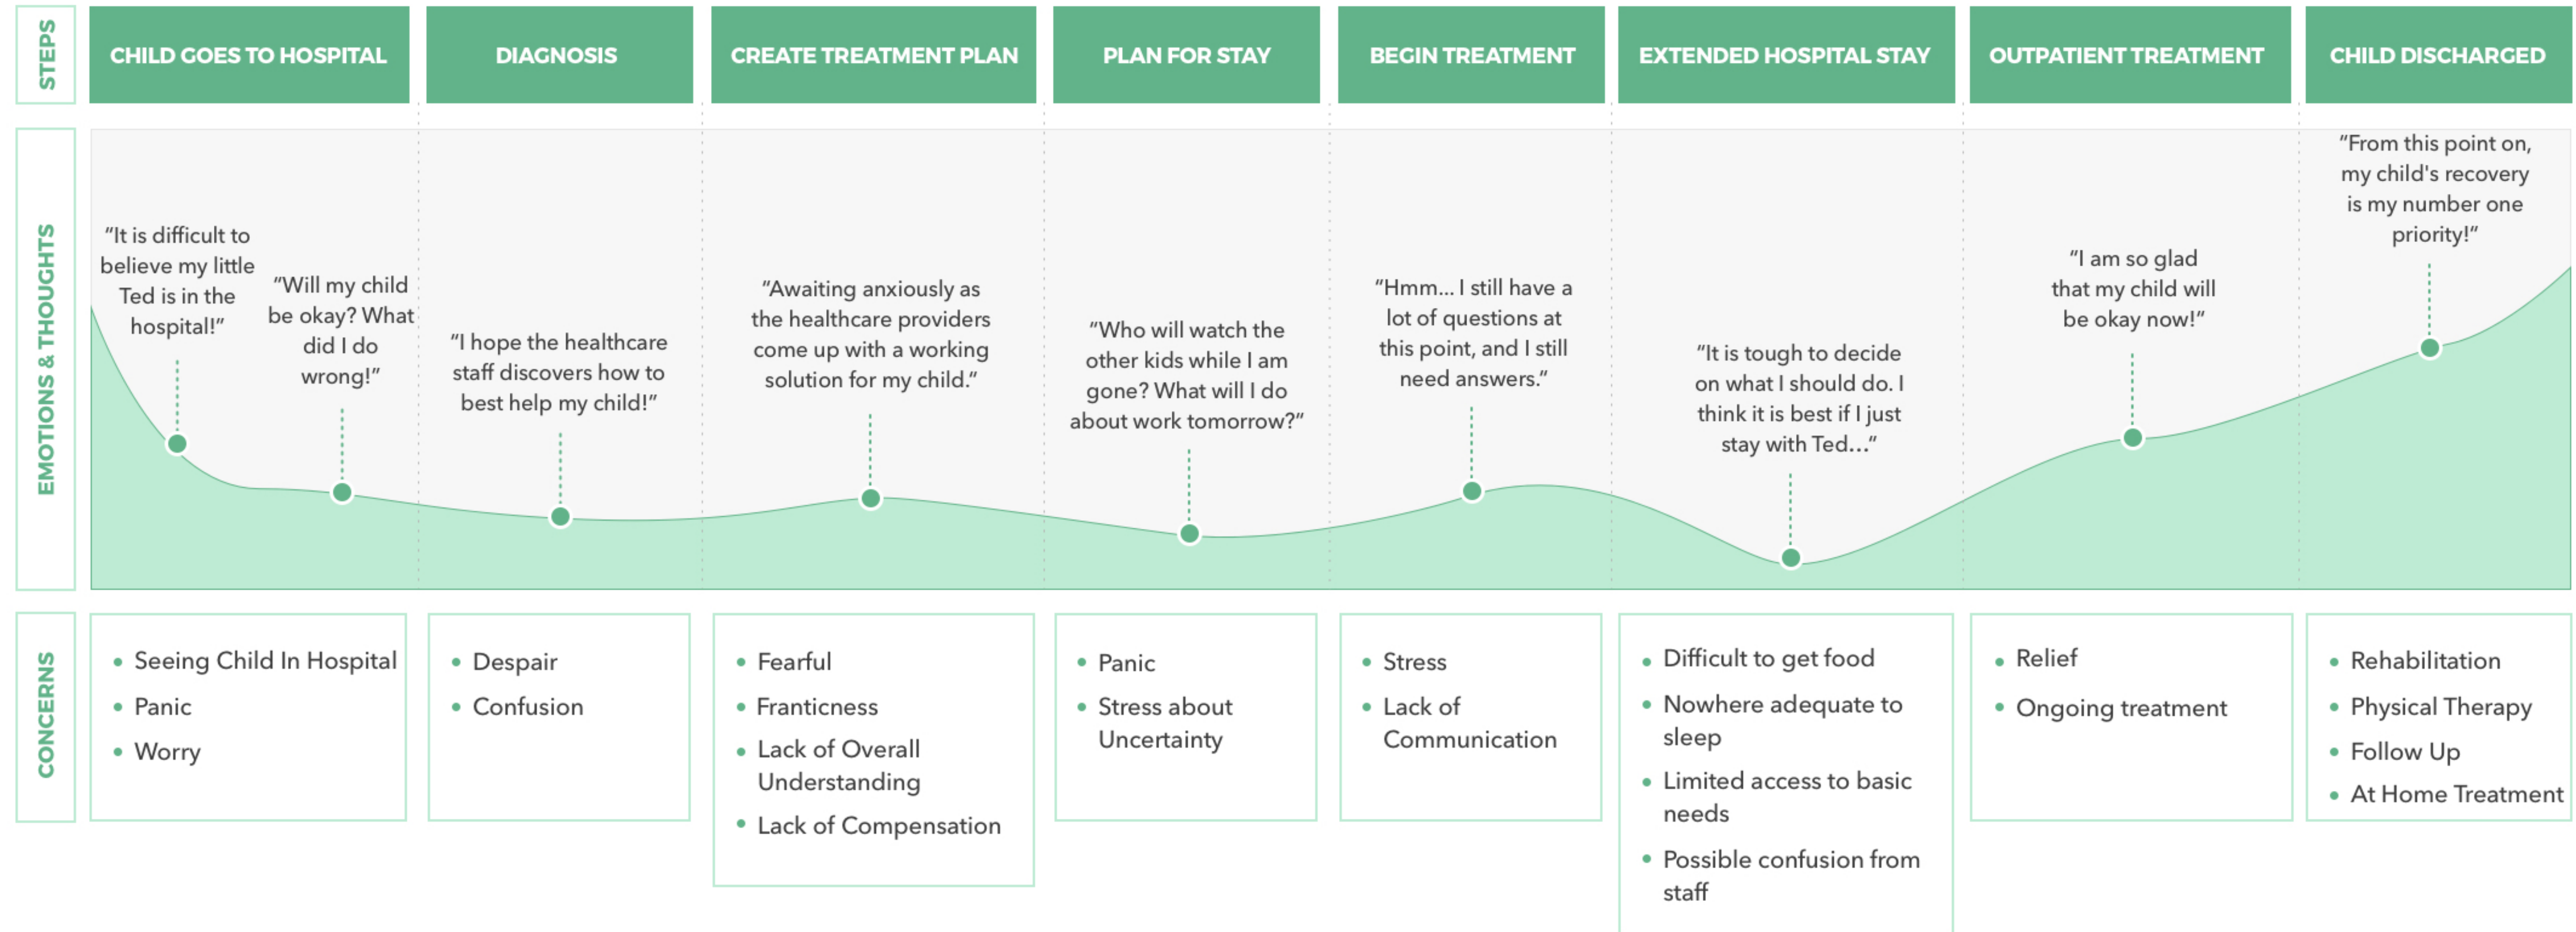 STEPS
CHILD GOES TO HOSPITAL
DIAGNOSIS
CREATE TREATMENT PLAN
PLAN FOR STAY
BEGIN TREATMENT
EXTENDED HOSPITAL STAY
OUTPATIENT TREATMENT
CHILD DISCHARGED
EMOTIONS & THOUGHTS
“It is difficult to
believe my little
Ted is in the
hospital!”
“Will my child
be okay? What
did I do
wrong!”
“I hope the healthcare
staff discovers how to
best help my child!”
“Awaiting anxiously as
the healthcare providers
come up with a working
solution for my child.”
“Who will watch the
other kids while I am
gone? What will I do
about work tomorrow?”
“Hmm... I still have a
lot of questions at
this point, and I still
need answers.”
“It is tough to decide
on what I should do. I
think it is best if I just
stay with Ted...“
“I am so glad
that my child will
be okay now!”
“From this point on,
my child's recovery
is my number one
priority!“
CONCERNS
• Seeing Child In Hospital
• Panic
• Worry
• Despair
• Confusion
• Fearful
• Franticness
• Lack of Overall
Understanding
• Lack of Compensation
• Panic
• Stress about
Uncertainty
• Stress
• Lack of
Communication
• Difficult to get food
• Nowhere adequate to
sleep
• Limited access to basic
needs
• Possible confusion from
staff
• Relief
• Ongoing treatment
• Rehabilitation
• Physical Therapy
• Follow Up
• At Home Treatment